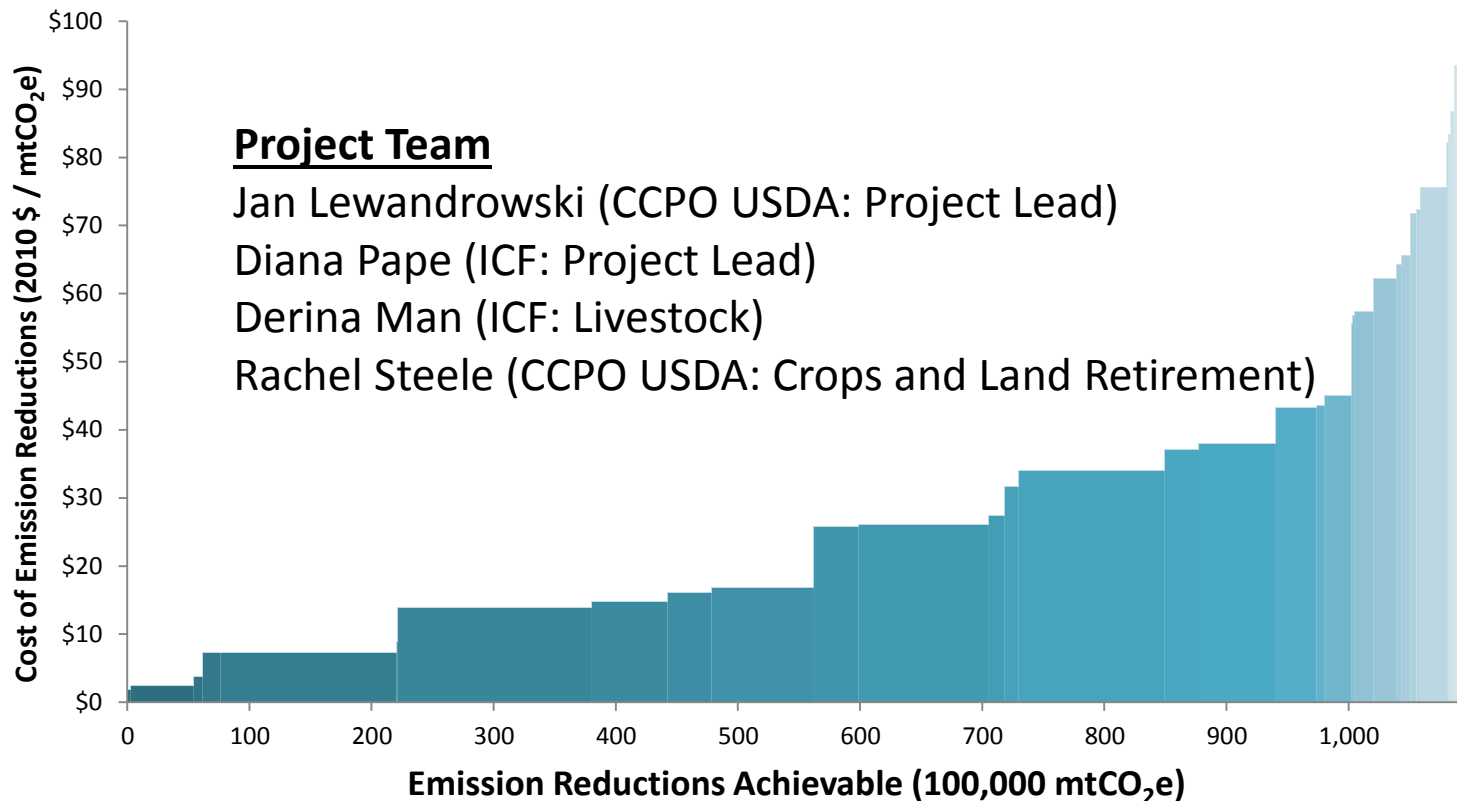 $100
$90
$80
$70
$60
$50
$40
$30
$20
$10
$0
Cost of Emission Reductions (2010 $ / mtCO₂e)
Project Team
Jan Lewandrowski (CCPO USDA: Project Lead)
Diana Pape (ICF: Project Lead)
Derina Man (ICF: Livestock)
Rachel Steele (CCPO USDA: Crops and Land Retirement)
0 100 200 300 400 500 600 700 800 900 1,000
Emission Reductions Achievable (100,000 mtCO₂e)